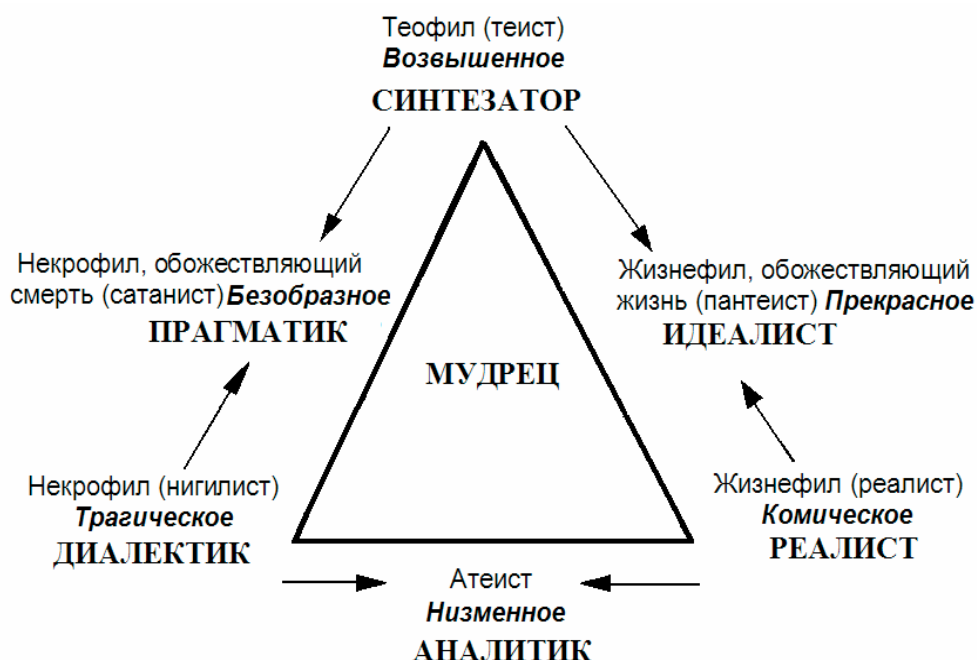 Теофил (теист)
Возвышенное
СИНТЕЗАТОР
Некрофил, обожествляющий
смерть (сатанист) Безобразное
ПРАГМАТИК
Жизнефил, обожествляющий
жизнь (пантеист) Прекрасное
ИДЕАЛИСТ
МУДРЕЦ
Некрофил (нигилист)
Трагическое
ДИАЛЕКТИК
Жизнефил (реалист)
Комическое
РЕАЛИСТ
Атеист
Низменное
АНАЛИТИК